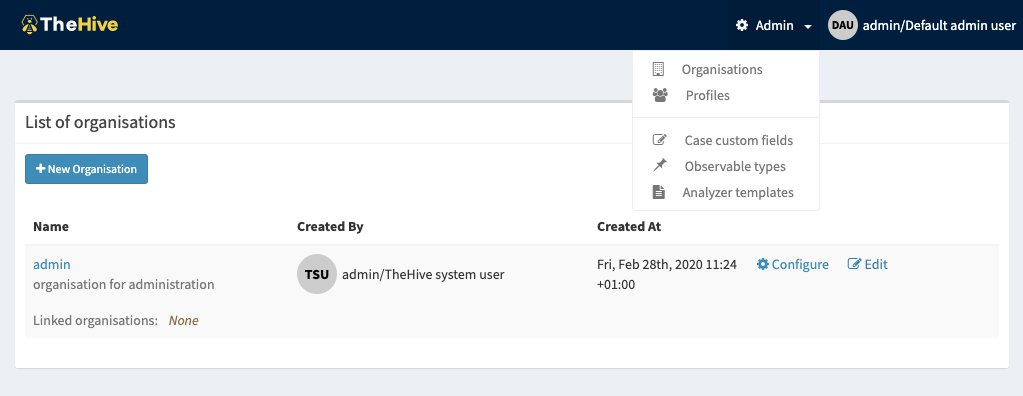 TheHive
Admin
DAU admin/Default admin user
Organisations
Profiles
Case custom fields
Observable types
Analyzer templates
List of organisations
New Organisation
Name Created By Created At
admin
organisation for administration
Linked organisations: None
TSU admin/TheHive system user
Fri, Feb 28th, 2020 11:24
+01:00
Configure Edit